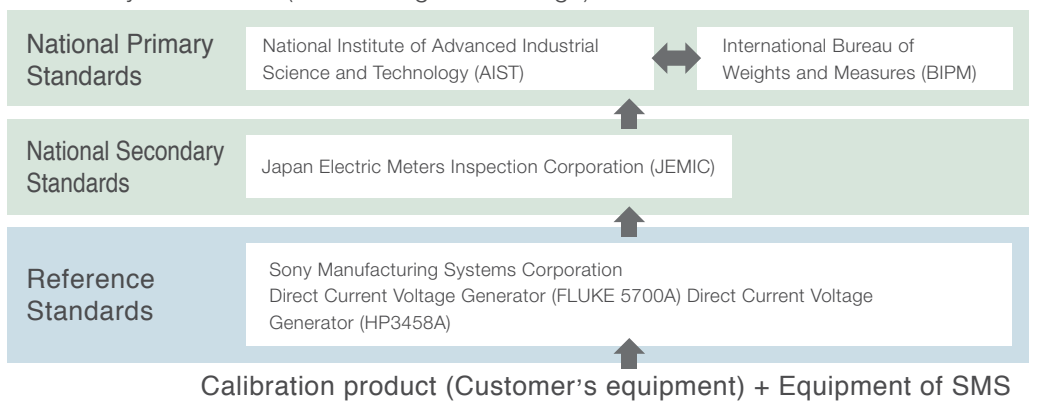 National Primary
Standards
National Institute of Advanced Industrial
Science and Technology (AIST)
International Bureau of
Weights and Measures (BIPM)
National Secondary
Standards
Japan Electric Meters Inspection Corporation (JEMIC)
Reference
Standards
Sony Manufacturing Systems Corporation
Direct Current Voltage Generator (FLUKE 5700A) Direct Current Voltage
Generator (HP3458A)
Calibration product (Customer's equipment) + Equipment of SMS